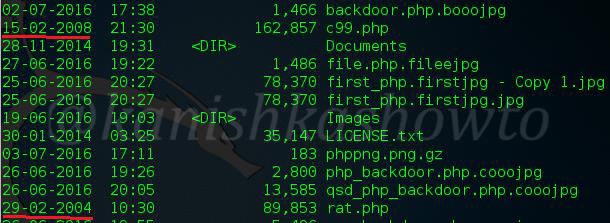 02-07-2016 17:38 1,466 backdoor.php.booojpg
15-02-2008 21:30 162,857 c99.php
28-11-2014 19:31 <DIR> Documents
27-06-2016 19:22 1,486 file.php.fileejpg
25-06-2016 20:27 78,370 first_php.firstjpg - Copy 1.jpg
25-06-2016 20:27 78,370 first_php.firstjpg.jpg
19-06-2016 19:03 <DIR> Images
30-01-2014 03:25 35,147 LICENSE.txt
03-07-2016 17:11 183 phppng.png.gz
26-06-2016 19:26 2,800 php_backdoor.php.cooojpg
26-06-2016 20:05 13,585 qsd_php_backdoor.php.cooojpg
29-02-2004 10:30 89,853 rat.php